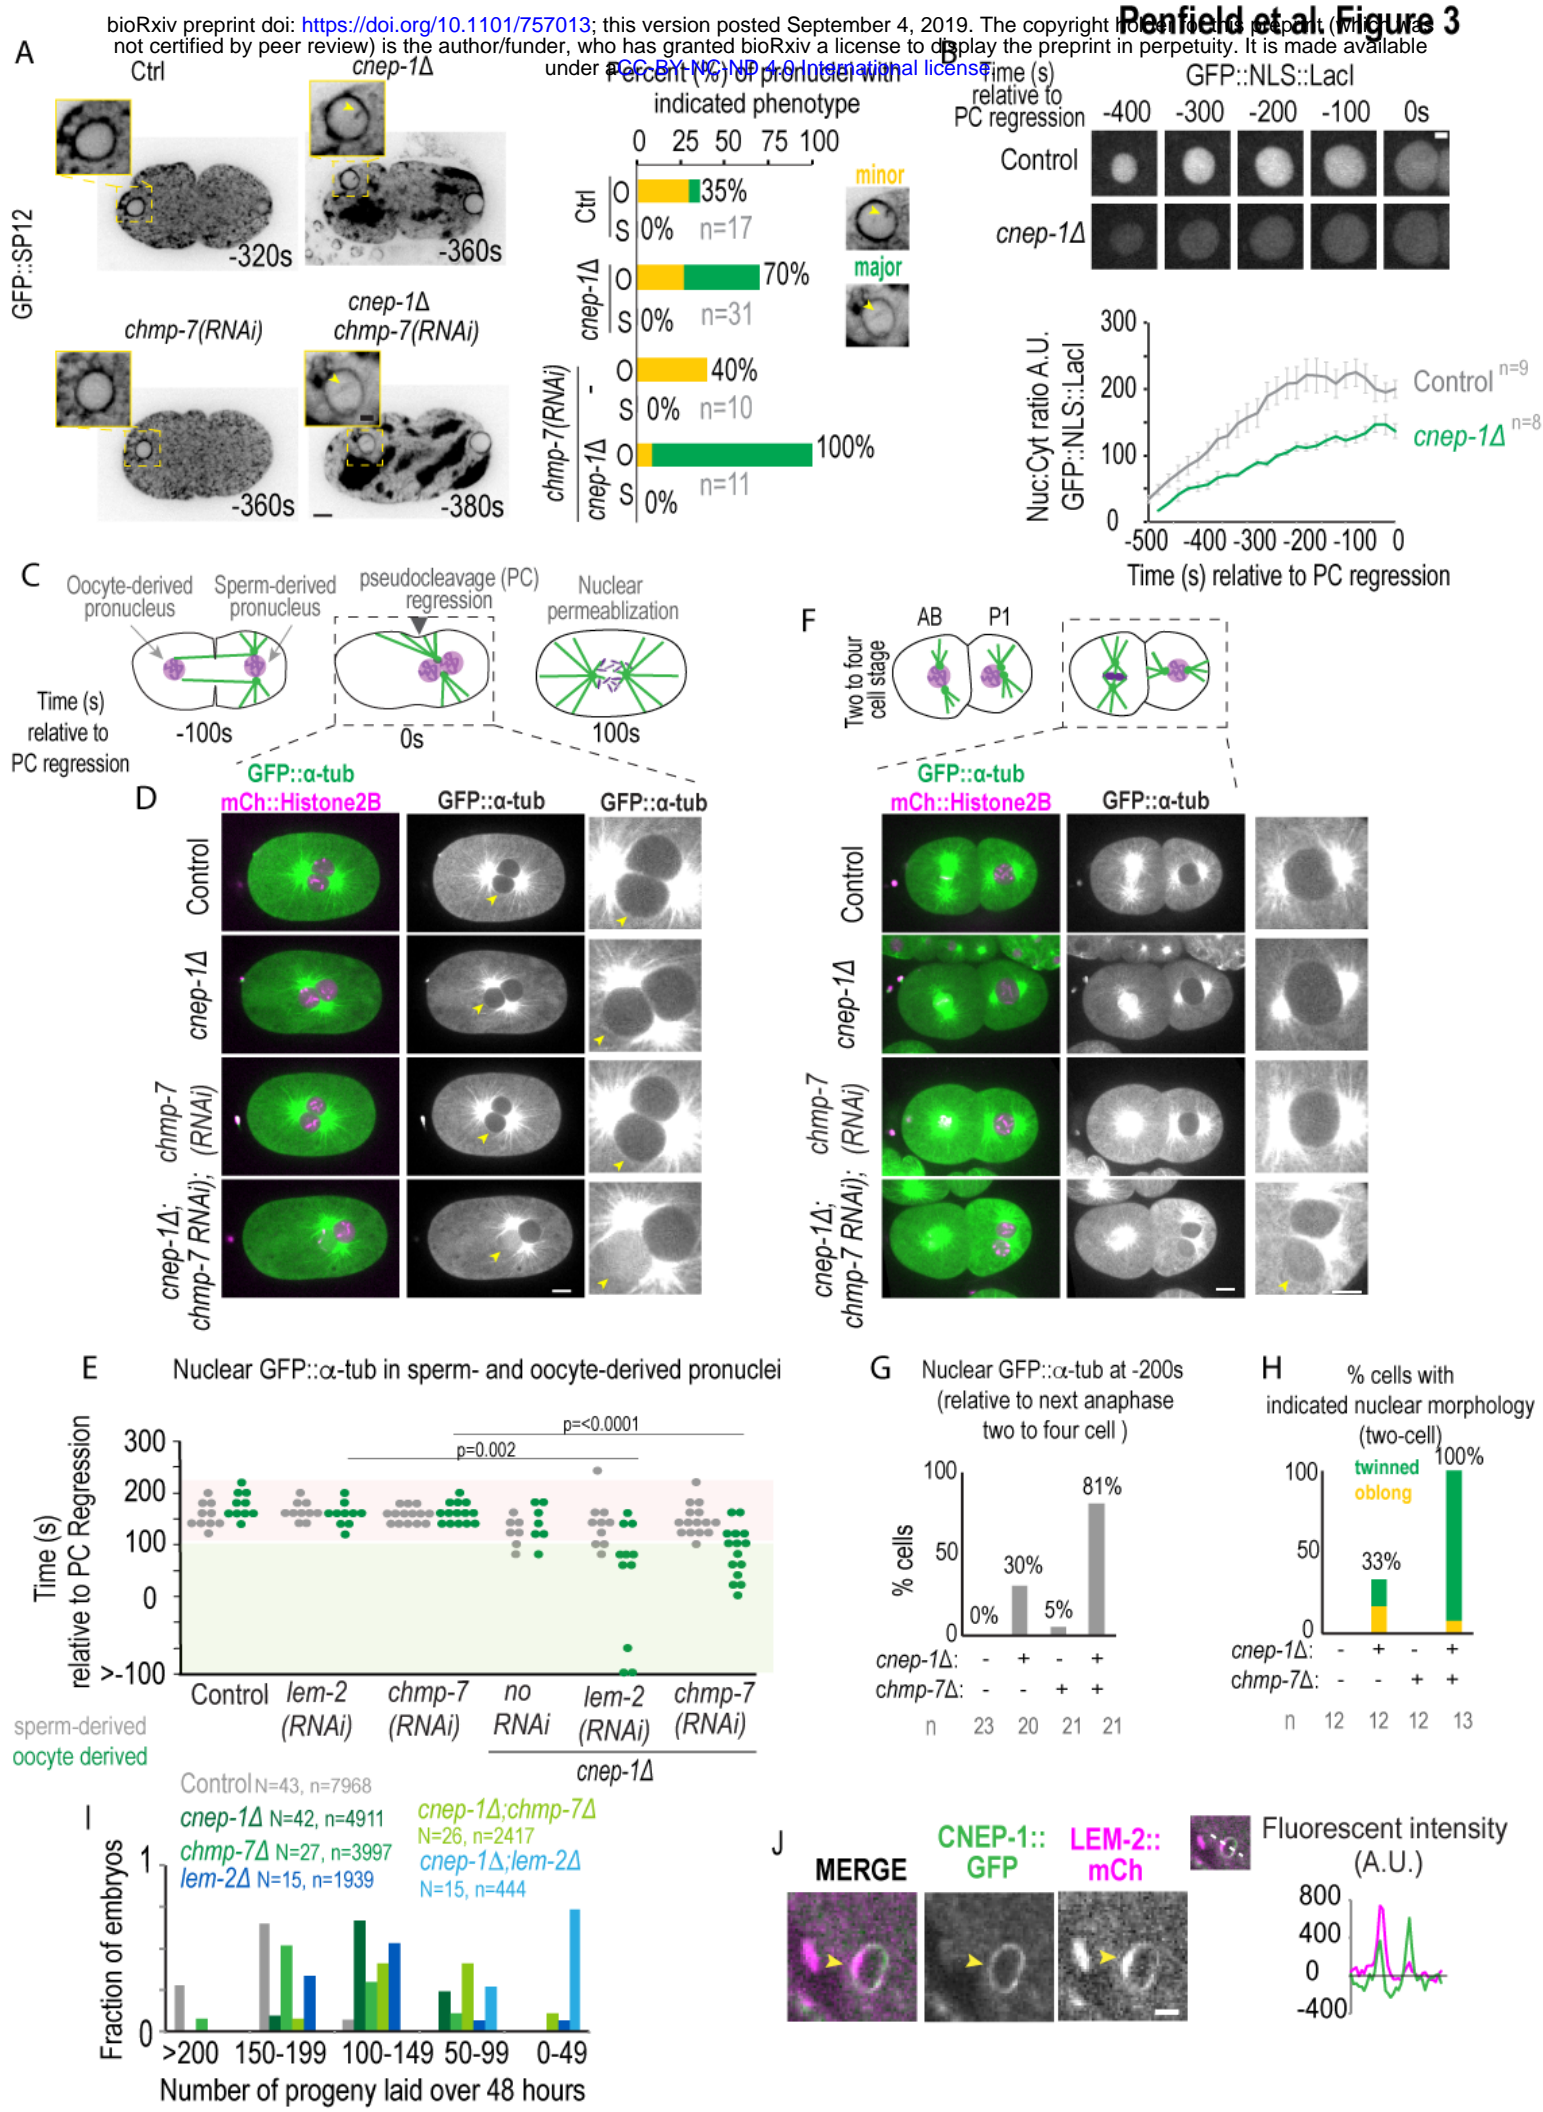 bioRxiv preprint doi: https://doi.org/10.1101/757013; this version posted September 4, 2019. The copyright holder for this preprint (which was
not certified by peer review) is the author/funder, who has granted bioRxiv a license to display the preprint in perpetuity. It is made available
under aCC-BY-NC-ND 4.0 International license.
Penfield et al. Figure 3
A
Ctrl
cnep-1Δ
GFP::SP12
-320s
-360s
chmp-7(RNAi)
cnep-1Δ
chmp-7(RNAi)
-360s
-380s
Percent (%) of pronuclei with
indicated phenotype
0 25 50 75 100
Ctrl
O 35%
S 0% n=17
cnep-1Δ
O 70%
S 0% n=31
chmp-7(RNAi)
-
O 40%
S 0% n=10
cnep-1Δ
O 100%
S 0% n=11
minor
major
B
Time (s)
relative to
PC regression
GFP::NLS::LacI
-400 -300 -200 -100 0s
Control
cnep-1Δ
Nuc:Cyt ratio A.U.
GFP::NLS::LacI
300
200
100
0
Control n=9
cnep-1Δ n=8
-500 -400 -300 -200 -100 0
Time (s) relative to PC regression
C
Oocyte-derived
pronucleus
Sperm-derived
pronucleus
pseudocleavage (PC)
regression
Nuclear
permeablization
Time (s)
relative to
PC regression
-100s
0s
100s
D
GFP::α-tub
mCh::Histone2B
GFP::α-tub
GFP::α-tub
Control
cnep-1Δ
chmp-7
(RNAi)
cnep-1Δ;
chmp-7 RNAi);
F
Two to four
cell stage
AB P1
GFP::α-tub
mCh::Histone2B
GFP::α-tub
Control
cnep-1Δ
chmp-7
(RNAi)
cnep-1Δ;
chmp-7 RNAi);
E
Nuclear GFP::α-tub in sperm- and oocyte-derived pronuclei
Time (s)
relative to PC Regression
300
200
100
0
>-100
p=<0.0001
p=0.002
Control
lem-2
(RNAi)
chmp-7
(RNAi)
no
RNAi
lem-2
(RNAi)
chmp-7
(RNAi)
cnep-1Δ
sperm-derived
oocyte derived
G
Nuclear GFP::α-tub at -200s
(relative to next anaphase
two to four cell )
% cells
100
50
0
0% 30% 5% 81%
cnep-1Δ: - + - +
chmp-7Δ: - - + +
n 23 20 21 21
H
% cells with
indicated nuclear morphology
(two-cell)
twinned
oblong
100
50
0
33%
100%
cnep-1Δ: - + - +
chmp-7Δ: - - + +
n 12 12 12 13
I
Control N=43, n=7968
cnep-1Δ N=42, n=4911
chmp-7Δ N=27, n=3997
lem-2Δ N=15, n=1939
cnep-1Δ;chmp-7Δ
N=26, n=2417
cnep-1Δ;lem-2Δ
N=15, n=444
Fraction of embryos
1
0
>200 150-199 100-149 50-99 0-49
Number of progeny laid over 48 hours
J
MERGE
CNEP-1::
GFP
LEM-2::
mCh
Fluorescent intensity
(A.U.)
800
400
0
-400